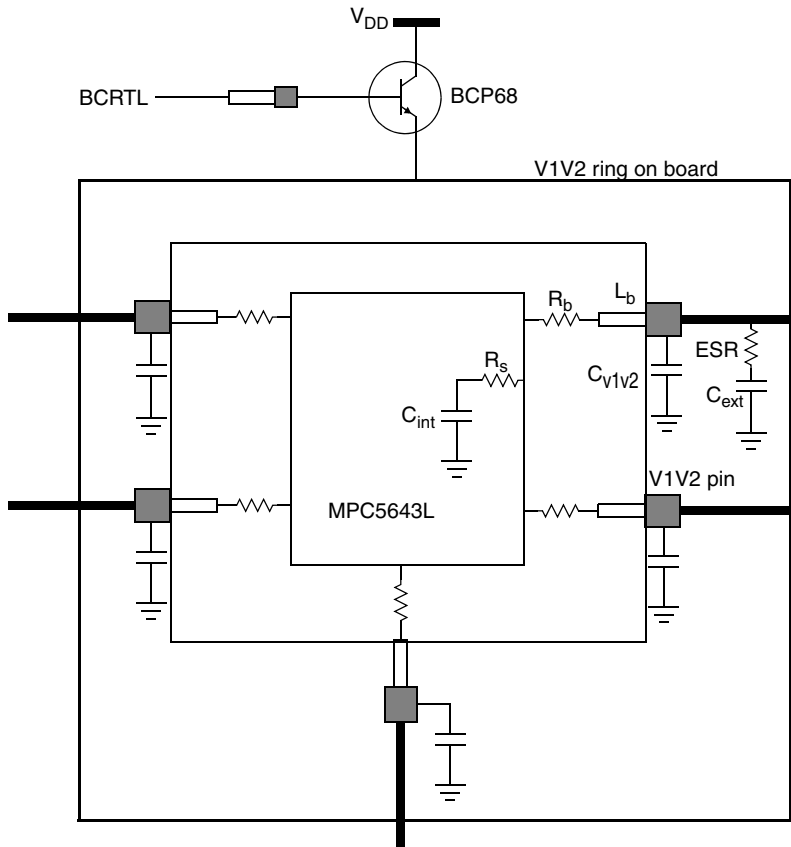 VDD
BCRTL
BCP68
V1V2 ring on board
Rb
Lb
Rs
Cint
Cv1v2
ESR
Cext
V1V2 pin
MPC5643L